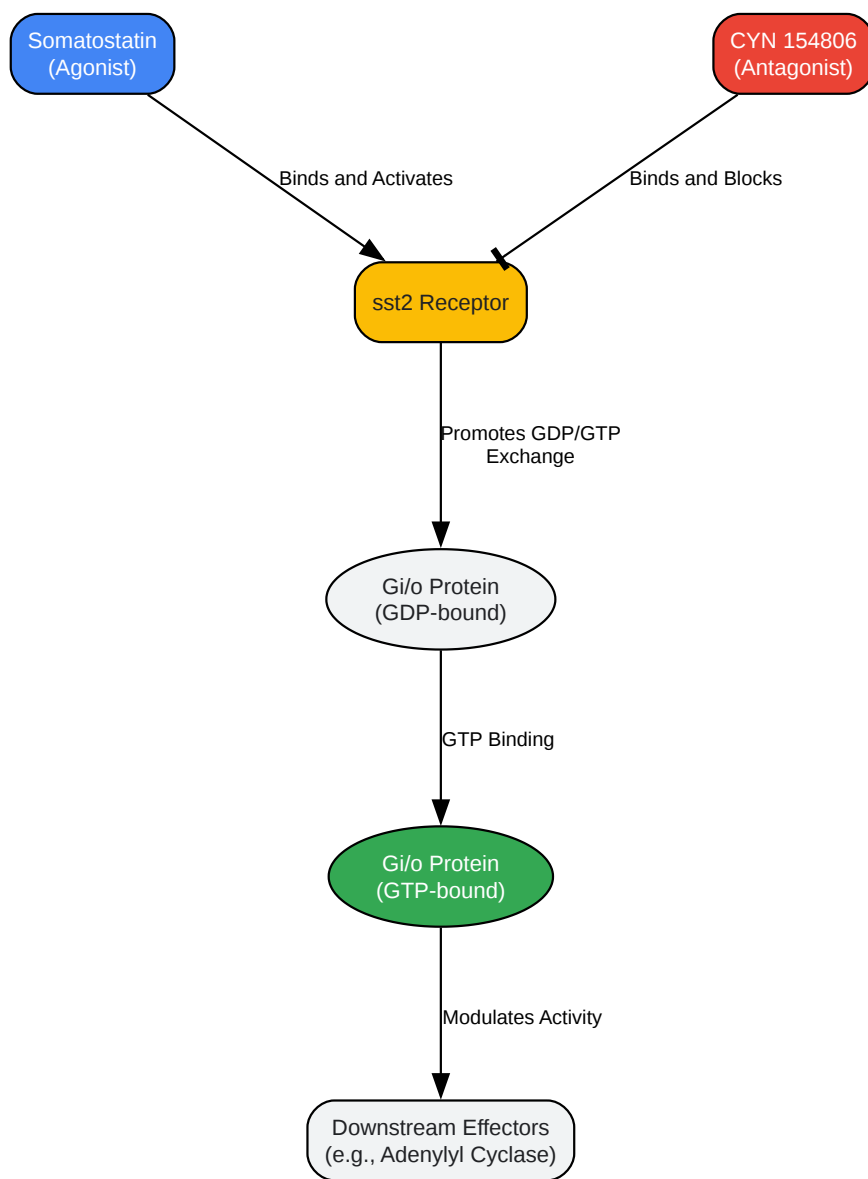 Somatostatin
(Agonist)
CYN 154806
(Antagonist)
Binds and Activates
Binds and Blocks
sst2 Receptor
Promotes GDP/GTP
Exchange
Gi/o Protein
(GDP-bound)
GTP Binding
Gi/o Protein
(GTP-bound)
Modulates Activity
Downstream Effectors
(e.g., Adenylyl Cyclase)